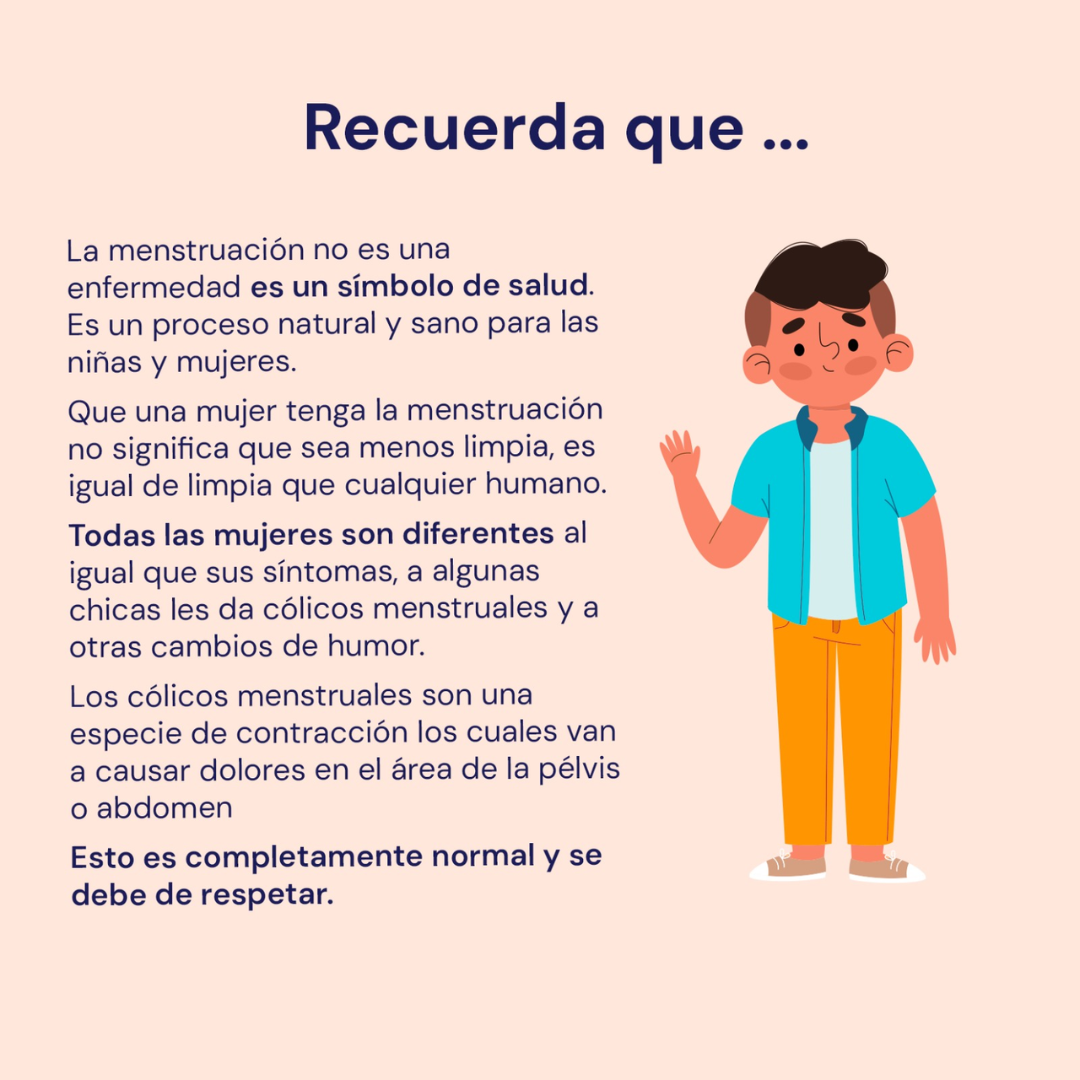 Recuerda que ...
La menstruación no es una
enfermedad es un símbolo de salud.
Es un proceso natural y sano para las
niñas y mujeres.
Que una mujer tenga la menstruación
no significa que sea menos limpia, es
igual de limpia que cualquier humano.
Todas las mujeres son diferentes al
igual que sus síntomas, a algunas
chicas les da cólicos menstruales y a
otras cambios de humor.
Los cólicos menstruales son una
especie de contracción los cuales van
a causar dolores en el área de la pélvis
o abdomen
Esto es completamente normal y se
debe de respetar.